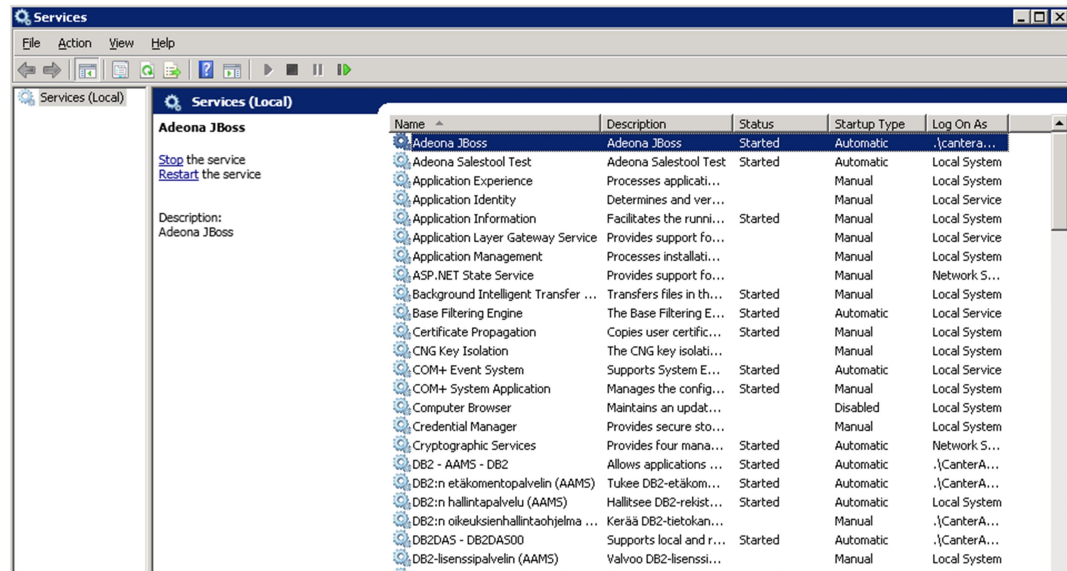 Services
File Action View Help
Services (Local)
Services (Local)
Adeona JBoss
Stop the service
Restart the service
Description:
Adeona JBoss
Name Description Status Startup Type Log On As
Adeona JBoss Adeona JBoss Started Automatic .\cantera...
Adeona Salestool Test Adeona Salestool Test Started Automatic Local System
Application Experience Processes applicati... Manual Local System
Application Identity Determines and ver... Manual Local Service
Application Information Facilitates the runni... Started Manual Local System
Application Layer Gateway Service Provides support fo... Manual Local Service
Application Management Processes installati... Manual Local System
ASP.NET State Service Provides support fo... Manual Network S...
Background Intelligent Transfer ... Transfers files in th... Started Manual Local System
Base Filtering Engine The Base Filtering E... Started Automatic Local Service
Certificate Propagation Copies user certific... Started Manual Local System
CNG Key Isolation The CNG key isolati... Manual Local System
COM+ Event System Supports System E... Started Automatic Local Service
COM+ System Application Manages the config... Started Manual Local System
Computer Browser Maintains an updat... Disabled Local System
Credential Manager Provides secure sto... Manual Local System
Cryptographic Services Provides four mana... Started Automatic Network S...
DB2 - AAMS - DB2 Allows applications ... Started Automatic .\CanterA...
DB2:n etäkomentopalvelin (AAMS) Tukee DB2-etäkom... Started Automatic .\CanterA...
DB2:n hallintapalvelu (AAMS) Hallitsee DB2-rekist... Started Automatic Local System
DB2:n oikeuksienhallintaohjelma ... Kerää DB2-tietokan... Manual .\CanterA...
DB2DAS - DB2DAS00 Supports local and r... Started Automatic .\CanterA...
DB2-lisenssipalvelin (AAMS) Valvoo DB2-lisenssi... Manual Local System